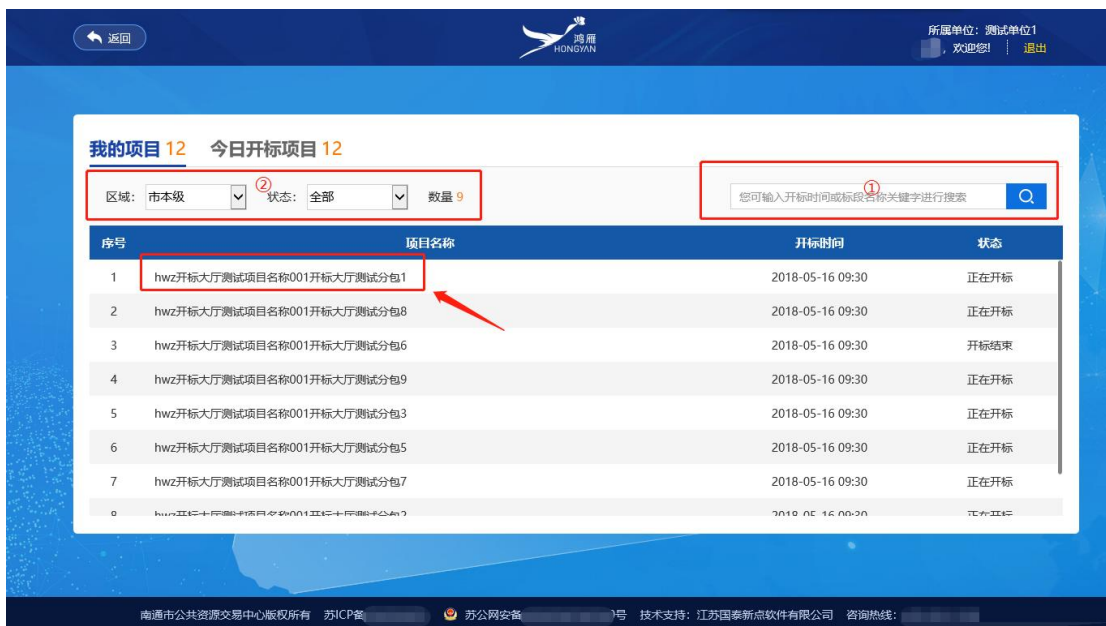 返回
鸿雁
HONGYAN
所属单位：测试单位1
，欢迎您! 退出
我的项目 12 今日开标项目 12
区域： 市本级 ② 状态： 全部 数量 9
您可输入开标时间或标段名称关键字进行搜索 ①
序号 项目名称 开标时间 状态
1 hwz开标大厅测试项目名称001开标大厅测试分包1 2018-05-16 09:30 正在开标
2 hwz开标大厅测试项目名称001开标大厅测试分包8 2018-05-16 09:30 正在开标
3 hwz开标大厅测试项目名称001开标大厅测试分包6 2018-05-16 09:30 开标结束
4 hwz开标大厅测试项目名称001开标大厅测试分包9 2018-05-16 09:30 正在开标
5 hwz开标大厅测试项目名称001开标大厅测试分包3 2018-05-16 09:30 正在开标
6 hwz开标大厅测试项目名称001开标大厅测试分包5 2018-05-16 09:30 正在开标
7 hwz开标大厅测试项目名称001开标大厅测试分包7 2018-05-16 09:30 正在开标
南通市公共资源交易中心版权所有 苏ICP备 苏公网安备 号 技术支持：江苏国泰新点软件有限公司 咨询热线：